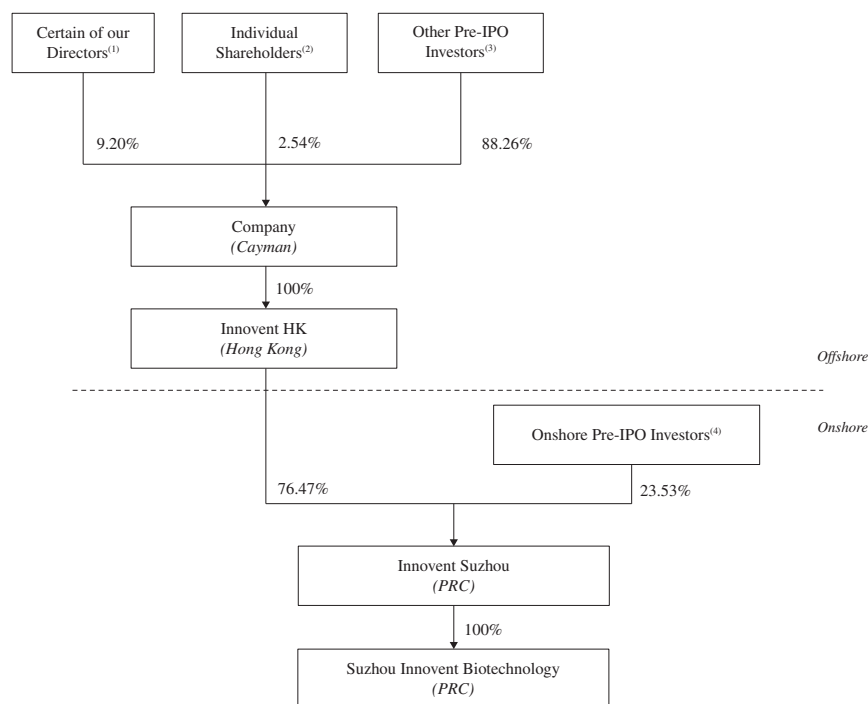 Certain of our
Directors(1)
Individual
Shareholders(2)
Other Pre-IPO
Investors(3)
9.20%
2.54%
88.26%
Company
(Cayman)
100%
Innovent HK
(Hong Kong)
Offshore
Onshore
Onshore Pre-IPO Investors(4)
76.47%
23.53%
Innovent Suzhou
(PRC)
100%
Suzhou Innovent Biotechnology
(PRC)